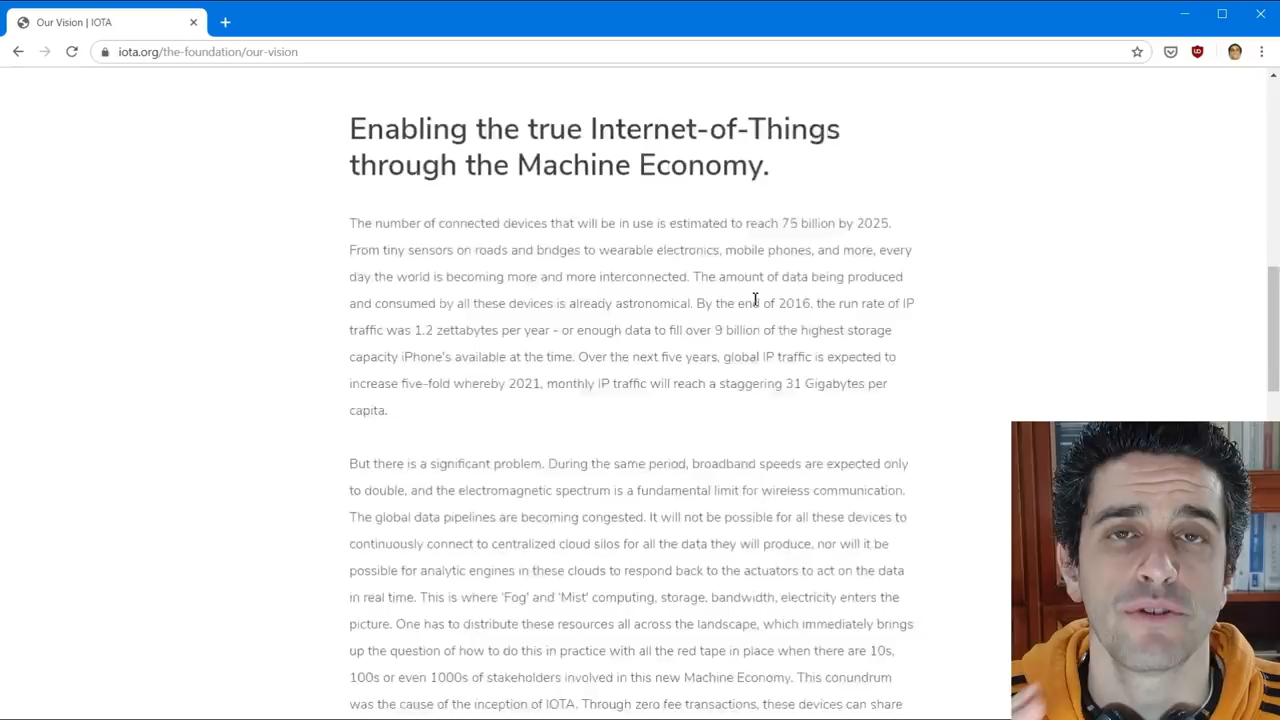 Our Vision | IOTA
iota.org/the-foundation/our-vision
Enabling the true Internet-of-Things
through the Machine Economy.
The number of connected devices that will be in use is estimated to reach 75 billion by 2025.
From tiny sensors on roads and bridges to wearable electronics, mobile phones, and more, every
day the world is becoming more and more interconnected. The amount of data being produced
and consumed by all these devices is already astronomical. By the end of 2016, the run rate of IP
traffic was 1.2 zettabytes per year - or enough data to fill over 9 billion of the highest storage
capacity iPhone's available at the time. Over the next five years, global IP traffic is expected to
increase five-fold whereby 2021, monthly IP traffic will reach a staggering 31 Gigabytes per
capita.
But there is a significant problem. During the same period, broadband speeds are expected only
to double, and the electromagnetic spectrum is a fundamental limit for wireless communication.
The global data pipelines are becoming congested. It will not be possible for all these devices to
continuously connect to centralized cloud silos for all the data they will produce, nor will it be
possible for analytic engines in these clouds to respond back to the actuators to act on the data
in real time. This is where 'Fog' and 'Mist' computing, storage, bandwidth, electricity enters the
picture. One has to distribute these resources all across the landscape, which immediately brings
up the question of how to do this in practice with all the red tape in place when there are 10s,
100s or even 1000s of stakeholders involved in this new Machine Economy. This conundrum
was the cause of the inception of IOTA. Through zero fee transactions, these devices can share